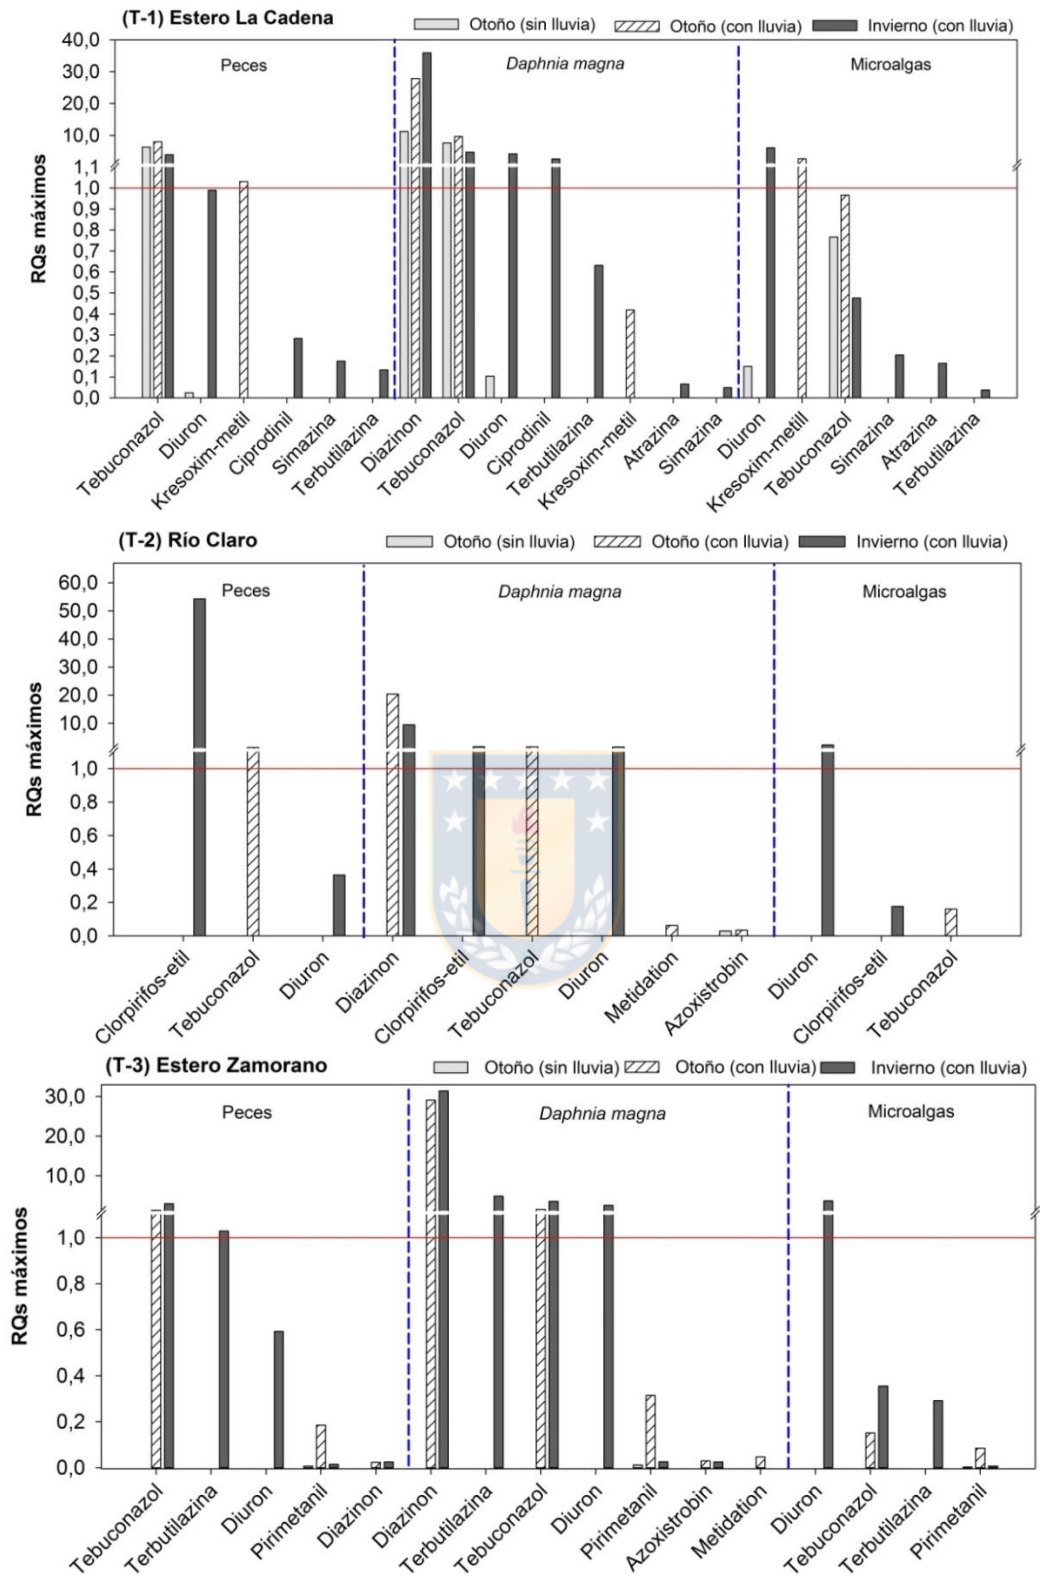 (T-1) Estero La Cadena
Otoño (sin lluvia) Otoño (con lluvia) Invierno (con lluvia)
Peces Daphnia magna Microalgas
RQs máximos
40,0
30,0
20,0
10,0
1,1
1,0
0,9
0,8
0,7
0,6
0,5
0,4
0,3
0,2
0,1
0,0
Tebuconazol
Diuron
Kresoxim-metil
Ciprodinil
Simazina
Terbutilazina
Diazinon
Tebuconazol
Diuron
Ciprodinil
Terbutilazina
Kresoxim-metil
Atrazina
Simazina
Diuron
Kresoxim-metill
Tebuconazol
Simazina
Atrazina
Terbutilazina
(T-2) Río Claro
Otoño (sin lluvia) Otoño (con lluvia) Invierno (con lluvia)
Peces Daphnia magna Microalgas
RQs máximos
60,0
50,0
40,0
30,0
20,0
10,0
1,0
0,8
0,6
0,4
0,2
0,0
Clorpirifos-etil
Tebuconazol
Diuron
Diazinon
Clorpirifos-etil
Tebuconazol
Diuron
Metidation
Azoxistrobin
Diuron
Clorpirifos-etil
Tebuconazol
(T-3) Estero Zamorano
Otoño (sin lluvia) Otoño (con lluvia) Invierno (con lluvia)
Peces Daphnia magna Microalgas
RQs máximos
30,0
20,0
10,0
1,0
0,8
0,6
0,4
0,2
0,0
Tebuconazol
Terbutilazina
Diuron
Pirimetanil
Diazinon
Diazinon
Terbutilazina
Tebuconazol
Diuron
Pirimetanil
Azoxistrobin
Metidation
Diuron
Tebuconazol
Terbutilazina
Pirimetanil